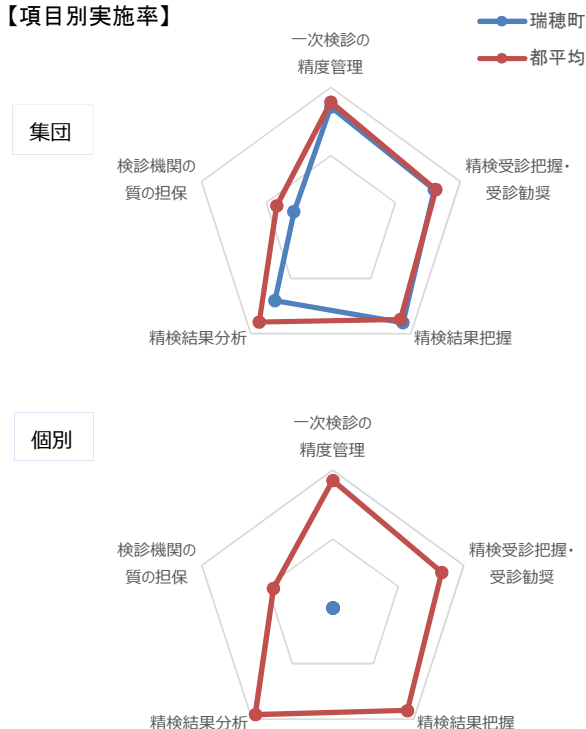 【項目別実施率】
瑞穂町
都平均
集団
一次検診の
精度管理
精検受診把握・
受診勧奨
精検結果把握
精検結果分析
検診機関の
質の担保
個別
一次検診の
精度管理
精検受診把握・
受診勧奨
精検結果把握
精検結果分析
検診機関の
質の担保